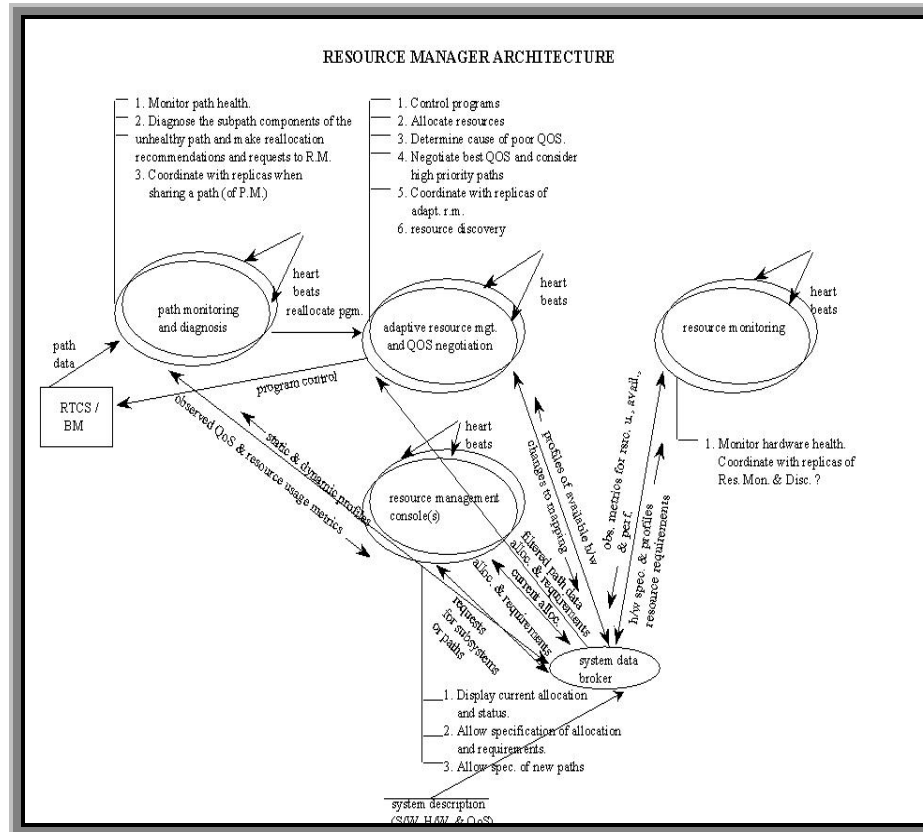 RESOURCE MANAGER ARCHITECTURE
1. Monitor path health.
2. Diagnose the subpath components of the
unhealthy path and make reallocation
recommendations and requests to R.M.
3. Coordinate with replicas when
sharing a path (of P.M.)
1. Control programs
2. Allocate resources
3. Determine cause of poor QOS.
4. Negotiate best QOS and consider
high priority paths
5. Coordinate with replicas of
adapt. r.m.
6. resource discovery
heart
beats
reallocate pgm.
path monitoring
and diagnosis
heart
beats
adaptive resource mgt.
and QOS negotiation
heart
beats
resource monitoring
path
data
RTCS /
BM
program control
observed QoS & resource usage metrics
static & dynamic profiles
heart
beats
resource management
console(s)
profiles of available h/w
changes to mapping
obs. metrics for rsrc. u., avail.,
& perf.
h/w spec. & profiles
resource requirements
1. Monitor hardware health.
Coordinate with replicas of
Res. Mon. & Disc. ?
filtered path data
alloc. & requirements
current alloc.
alloc. & requirements
requests
for subsystems
or paths
system data
broker
1. Display current allocation
and status.
2. Allow specification of allocation
and requirements.
3. Allow spec. of new paths
system description
(S/W, H/W, & QoS)